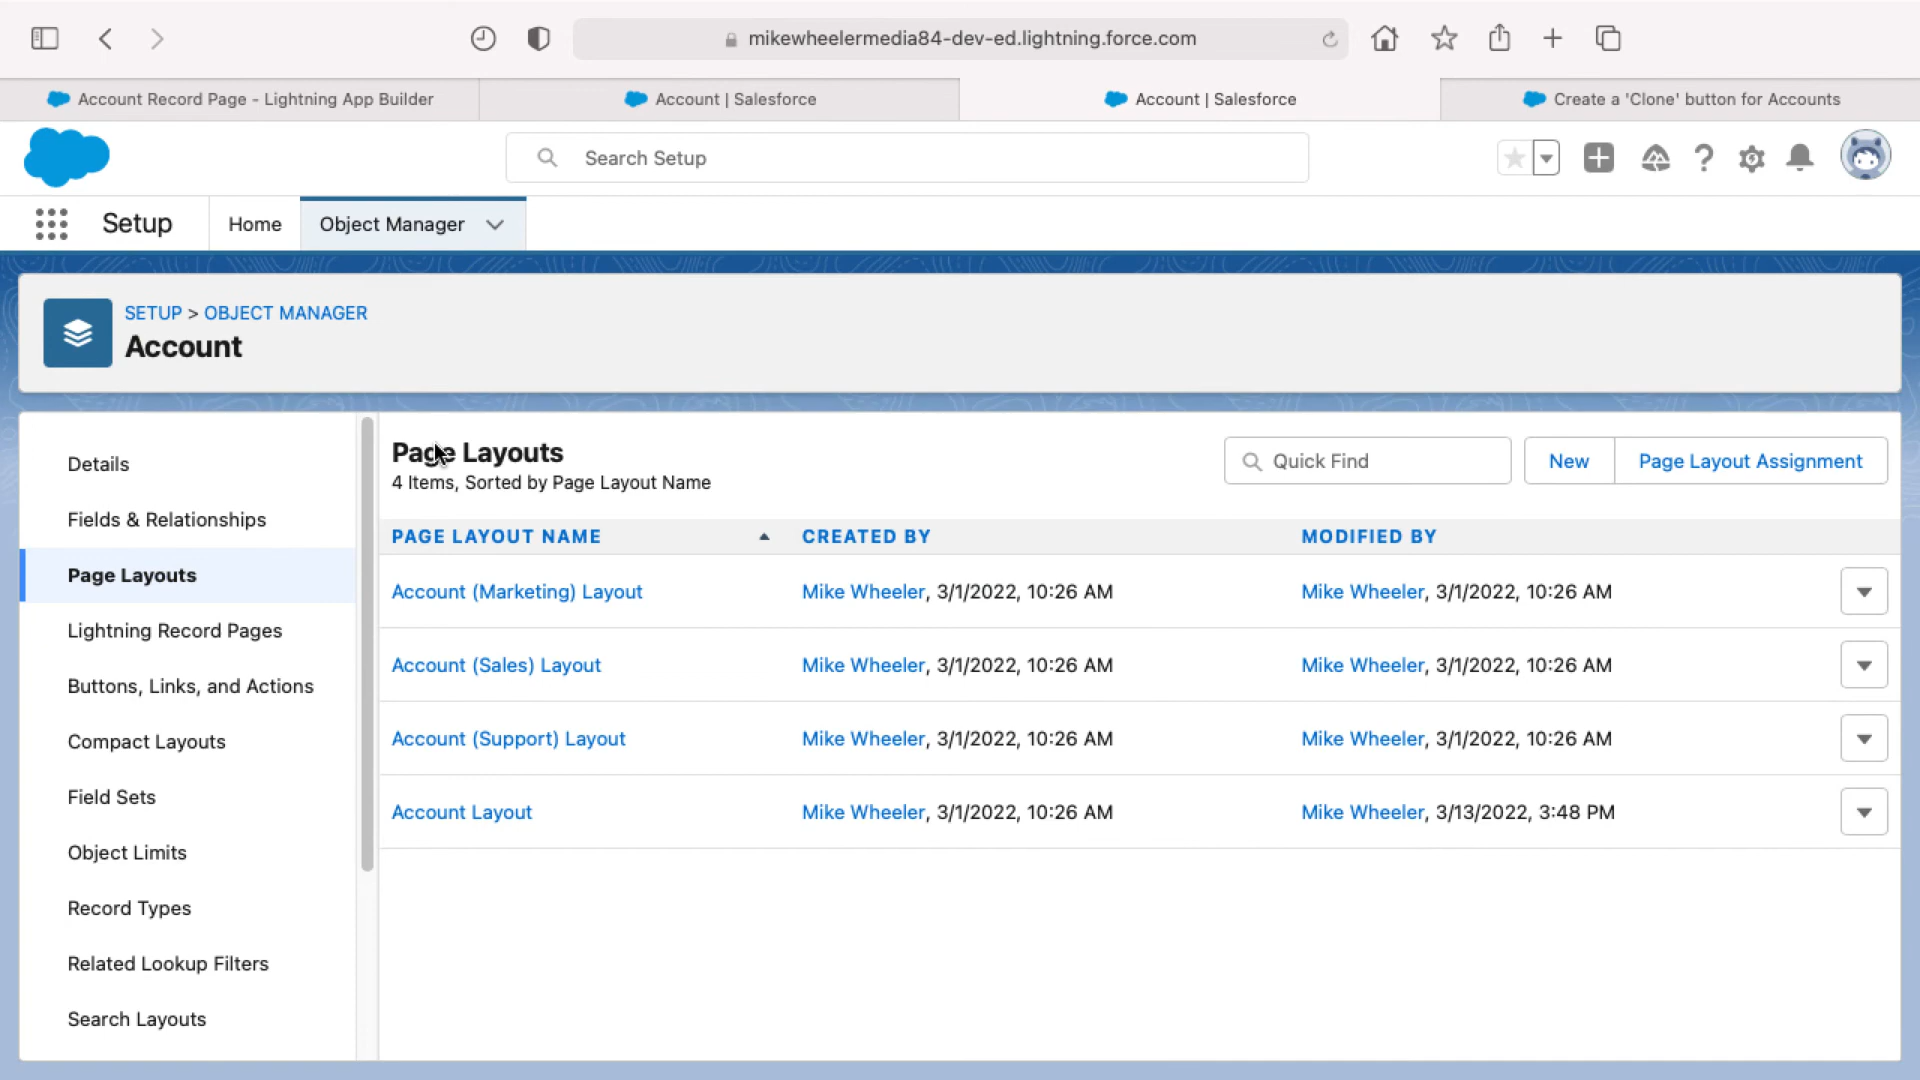 mikewheelermedia84-dev-ed.lightning.force.com
Account Record Page - Lightning App Builder
Account | Salesforce
Account | Salesforce
Create a 'Clone' button for Accounts
Search Setup
Setup
Home
Object Manager
SETUP > OBJECT MANAGER
Account
Details
Fields & Relationships
Page Layouts
Lightning Record Pages
Buttons, Links, and Actions
Compact Layouts
Field Sets
Object Limits
Record Types
Related Lookup Filters
Search Layouts
Page Layouts
4 Items, Sorted by Page Layout Name
Quick Find
New
Page Layout Assignment
PAGE LAYOUT NAME CREATED BY MODIFIED BY
Account (Marketing) Layout Mike Wheeler, 3/1/2022, 10:26 AM Mike Wheeler, 3/1/2022, 10:26 AM
Account (Sales) Layout Mike Wheeler, 3/1/2022, 10:26 AM Mike Wheeler, 3/1/2022, 10:26 AM
Account (Support) Layout Mike Wheeler, 3/1/2022, 10:26 AM Mike Wheeler, 3/1/2022, 10:26 AM
Account Layout Mike Wheeler, 3/1/2022, 10:26 AM Mike Wheeler, 3/13/2022, 3:48 PM